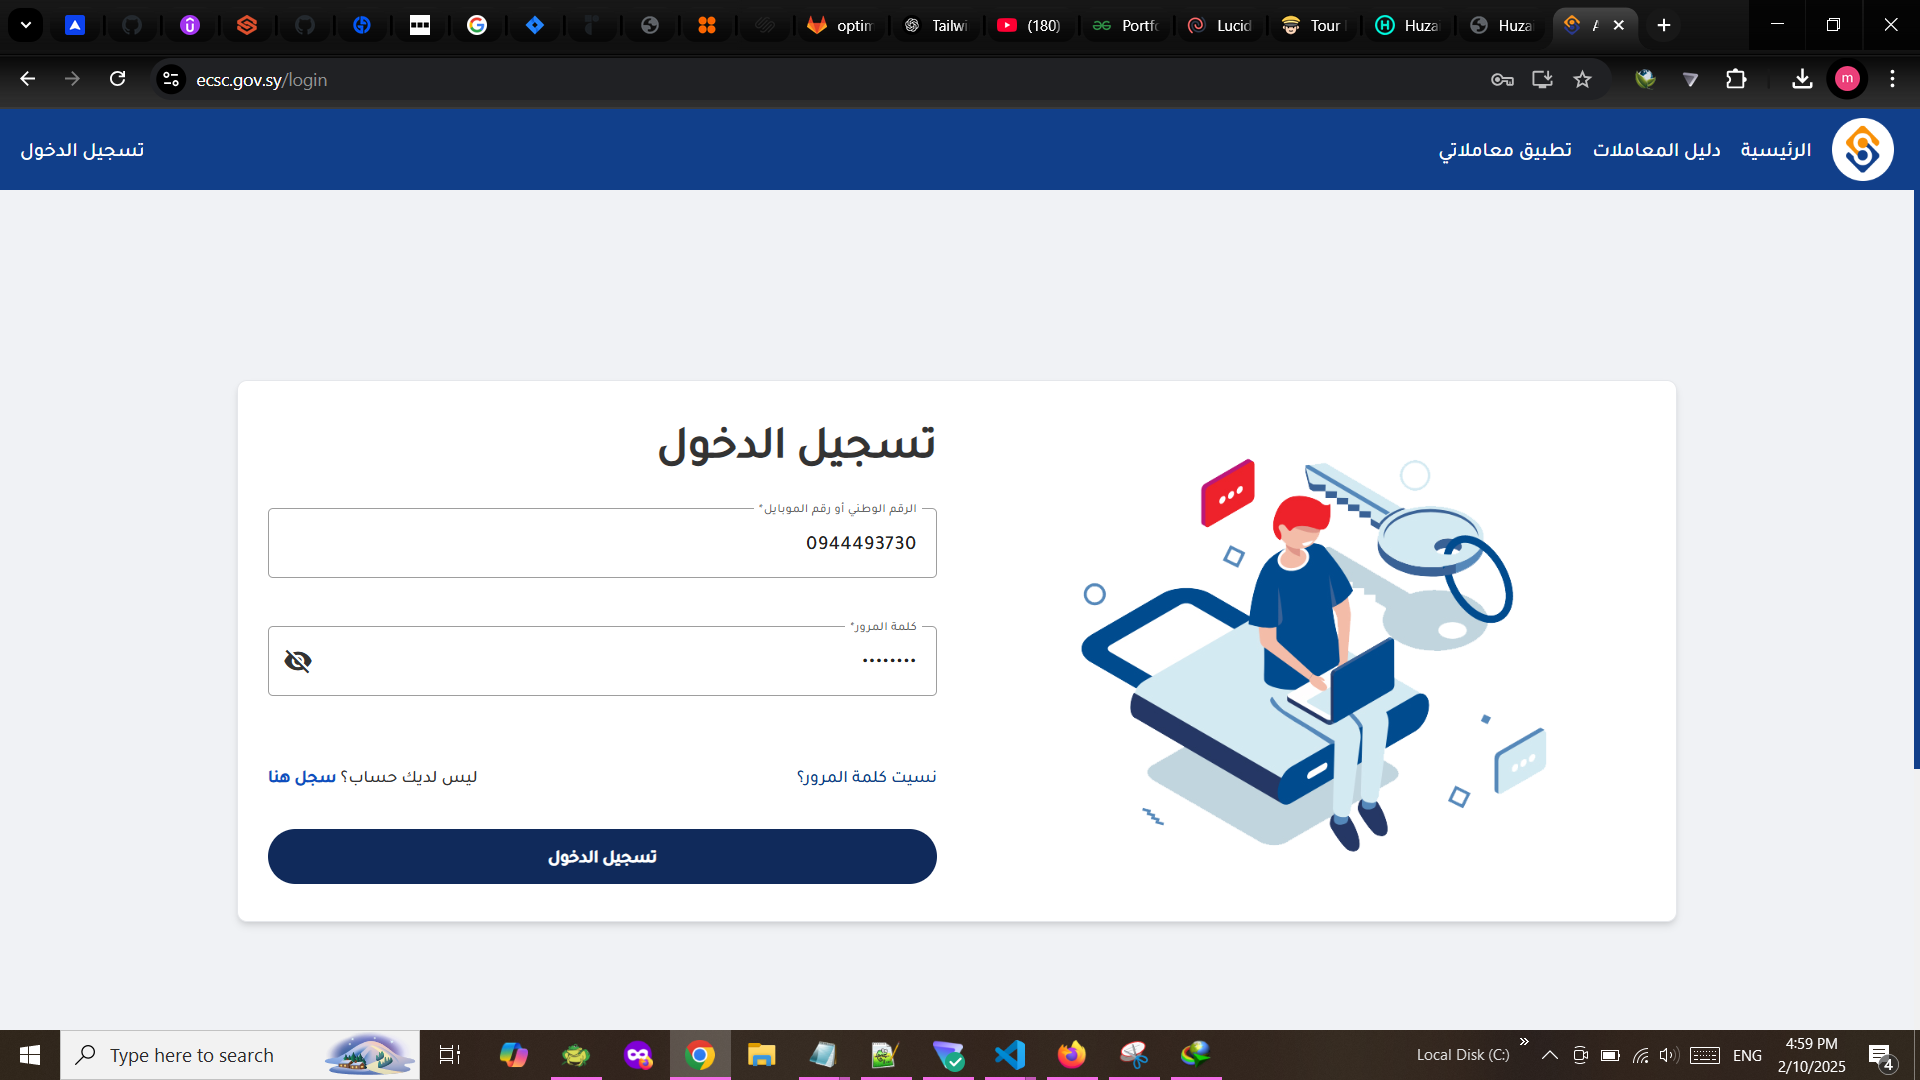 optim
Tailwi
(180)
Portfo
Lucid
Tour
Huza
Huza
A
ecsc.gov.sy/login
m
الرئيسية
دليل المعاملات
تطبيق معاملاتي
تسجيل الدخول
تسجيل الدخول
الرقم الوطني أو رقم الموبايل*
0944493730
كلمة المرور*
••••••••
نسيت كلمة المرور؟
ليس لديك حساب؟ سجل هنا
تسجيل الدخول
Type here to search
Local Disk (C:)
ENG
4:59 PM
2/10/2025
4